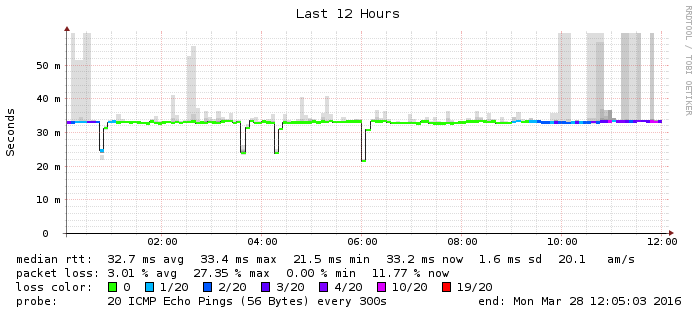 Last 12 Hours
RRDTOOL / TOBI OETIKER
Seconds
50 m
40 m
30 m
20 m
10 m
0
02:00 04:00 06:00 08:00 10:00 12:00
median rtt: 32.7 ms avg 33.4 ms max 21.5 ms min 33.2 ms now 1.6 ms sd 20.1 am/s
packet loss: 3.01 % avg 27.35 % max 0.00 % min 11.77 % now
loss color: 0 1/20 2/20 3/20 4/20 10/20 19/20
probe: 20 ICMP Echo Pings (56 Bytes) every 300s end: Mon Mar 28 12:05:03 2016